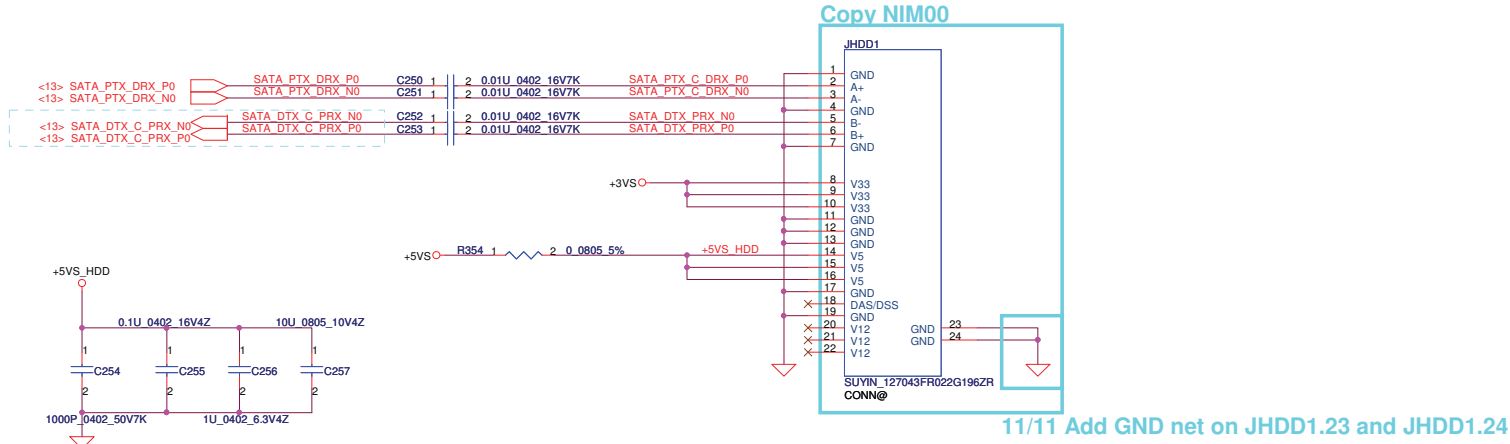 Copy NIM00
JHDD1
<13> SATA_PTX_DRX_P0 SATA_PTX_DRX_P0 C250 1 2 0.01U_0402_16V7K SATA_PTX_C_DRX_P0
<13> SATA_PTX_DRX_N0 SATA_PTX_DRX_N0 C251 1 2 0.01U_0402_16V7K SATA_PTX_C_DRX_N0
<13> SATA_DTX_C_PRX_N0 SATA_DTX_C_PRX_N0 C252 1 2 0.01U_0402_16V7K SATA_DTX_PRX_N0
<13> SATA_DTX_C_PRX_P0 SATA_DTX_C_PRX_P0 C253 1 2 0.01U_0402_16V7K SATA_DTX_PRX_P0
1 GND
2 A+
3 A-
4 GND
5 B-
6 B+
7 GND
+3VS
8 V33
9 V33
10 V33
11 GND
12 GND
13 GND
+5VS R354 1 2 0_0805_5% +5VS_HDD
14 V5
15 V5
16 V5
17 GND
18 DAS/DSS
19 GND
20 V12
21 V12
22 V12
GND 23
GND 24
SUYIN_127043FR022G196ZR
CONN@
+5VS_HDD
0.1U_0402_16V4Z 10U_0805_10V4Z
1 1 1 1
C254 C255 C256 C257
2 2 2 2
1000P_0402_50V7K 1U_0402_6.3V4Z
11/11 Add GND net on JHDD1.23 and JHDD1.24